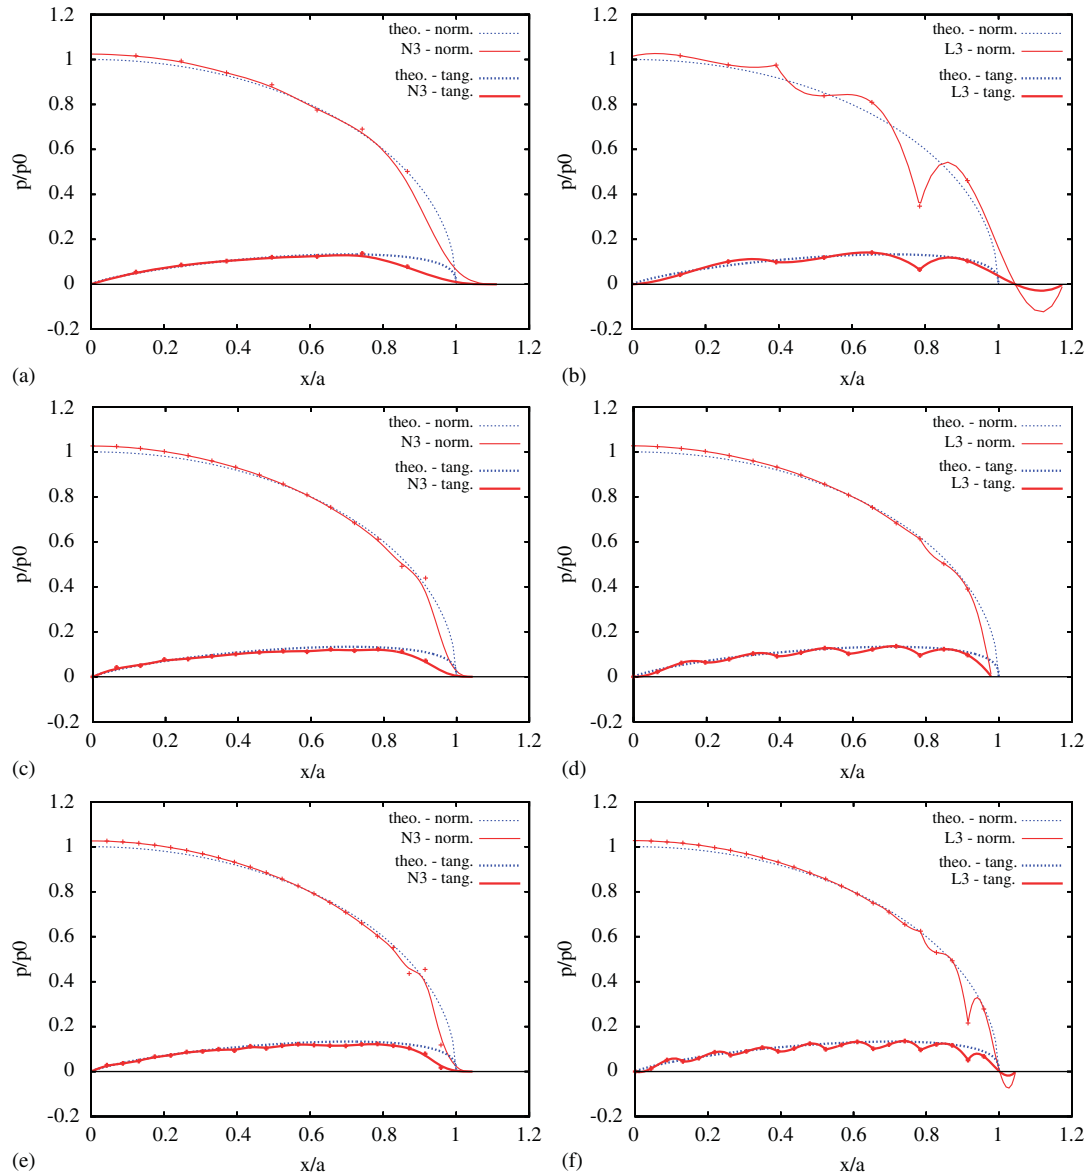 1.2
1
0.8
0.6
0.4
0.2
0
-0.2
p/p0
theo. - norm.
N3 - norm.
theo. - tang.
N3 - tang.
0 0.2 0.4 0.6 0.8 1 1.2
x/a
(a)
1.2
1
0.8
0.6
0.4
0.2
0
-0.2
p/p0
theo. - norm.
L3 - norm.
theo. - tang.
L3 - tang.
0 0.2 0.4 0.6 0.8 1 1.2
x/a
(b)
1.2
1
0.8
0.6
0.4
0.2
0
-0.2
p/p0
theo. - norm.
N3 - norm.
theo. - tang.
N3 - tang.
0 0.2 0.4 0.6 0.8 1 1.2
x/a
(c)
1.2
1
0.8
0.6
0.4
0.2
0
-0.2
p/p0
theo. - norm.
L3 - norm.
theo. - tang.
L3 - tang.
0 0.2 0.4 0.6 0.8 1 1.2
x/a
(d)
1.2
1
0.8
0.6
0.4
0.2
0
-0.2
p/p0
theo. - norm.
N3 - norm.
theo. - tang.
N3 - tang.
0 0.2 0.4 0.6 0.8 1 1.2
x/a
(e)
1.2
1
0.8
0.6
0.4
0.2
0
-0.2
p/p0
theo. - norm.
L3 - norm.
theo. - tang.
L3 - tang.
0 0.2 0.4 0.6 0.8 1 1.2
x/a
(f)